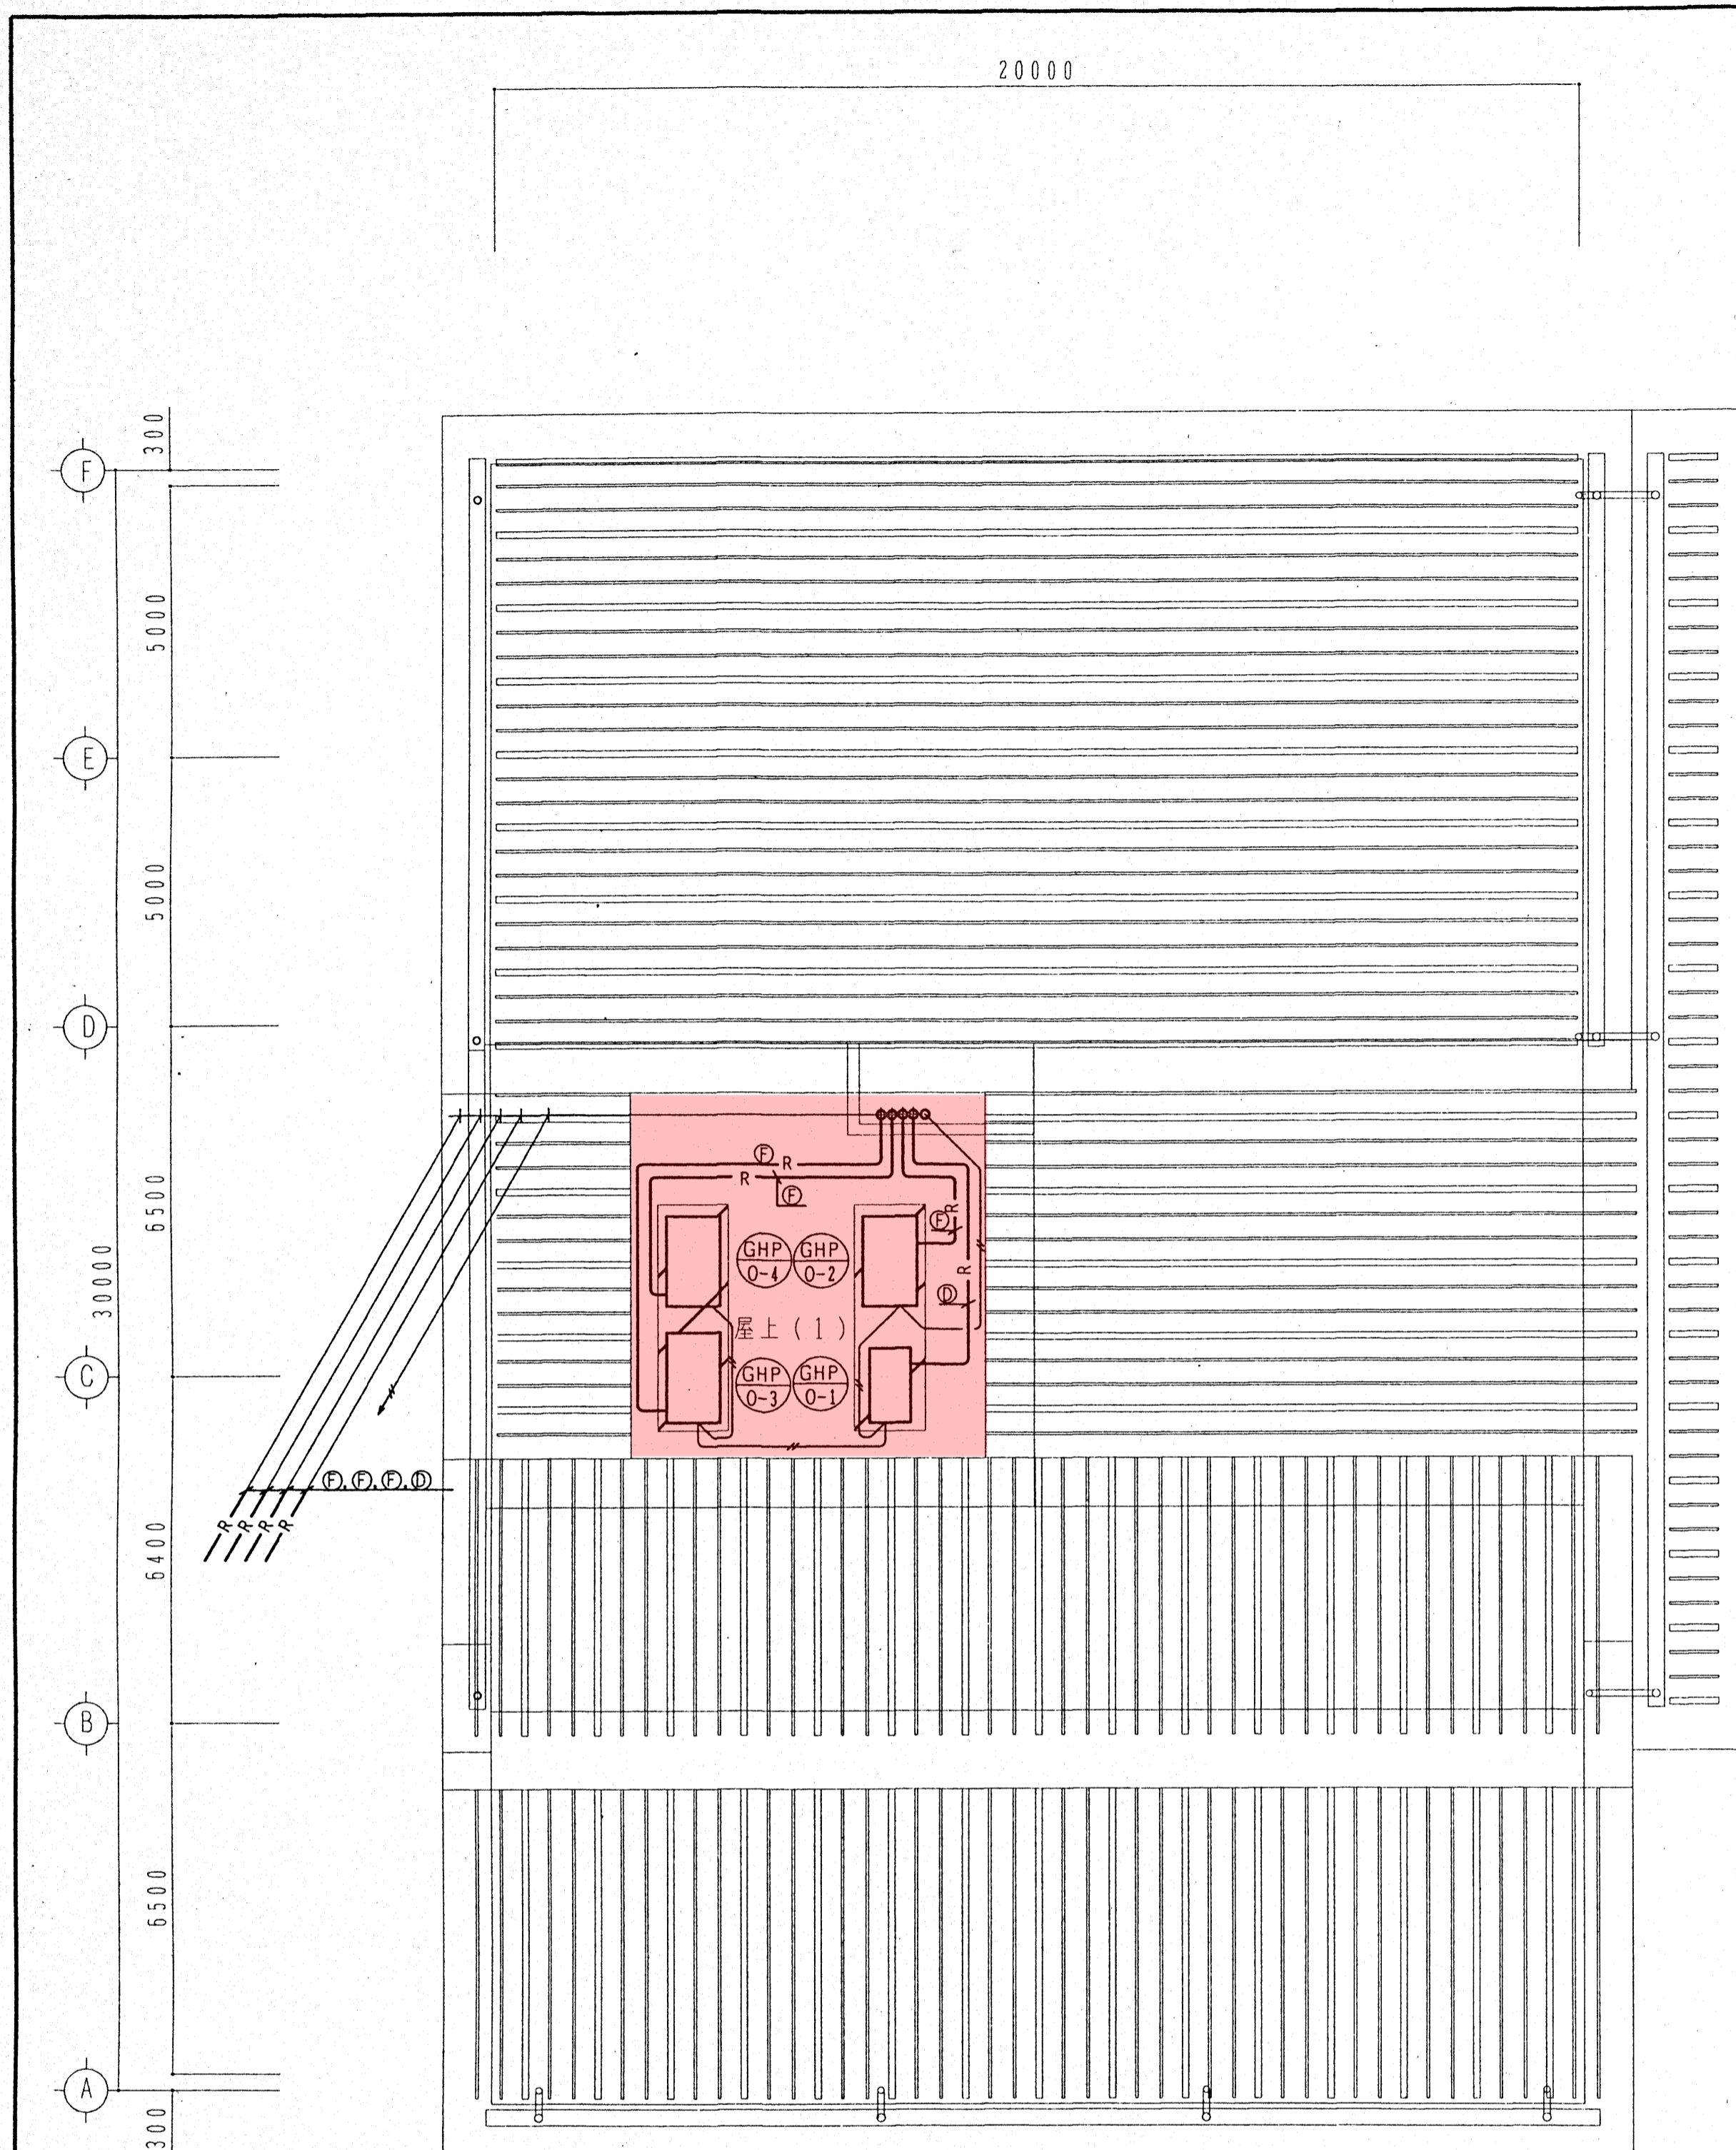 20000
300
F
5000
E
5000
D
6500
30000
C
6400
B
6500
A
300
F R
R
F
F R
GHP
O-4
GHP
O-2
R
D
屋上(1)
GHP
O-3
GHP
O-1
F.F.F.D
R R R R